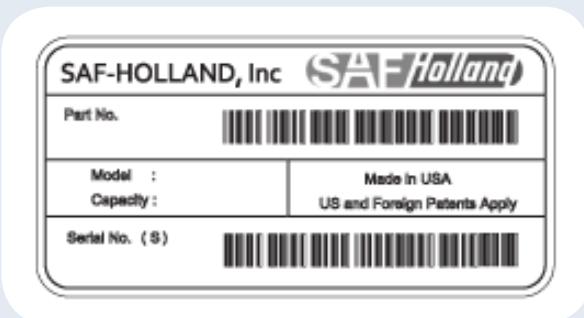 SAF-HOLLAND, Inc SAF Holland
Part No.
Model :
Capacity :
Made in USA
US and Foreign Patents Apply
Serial No. ( S )